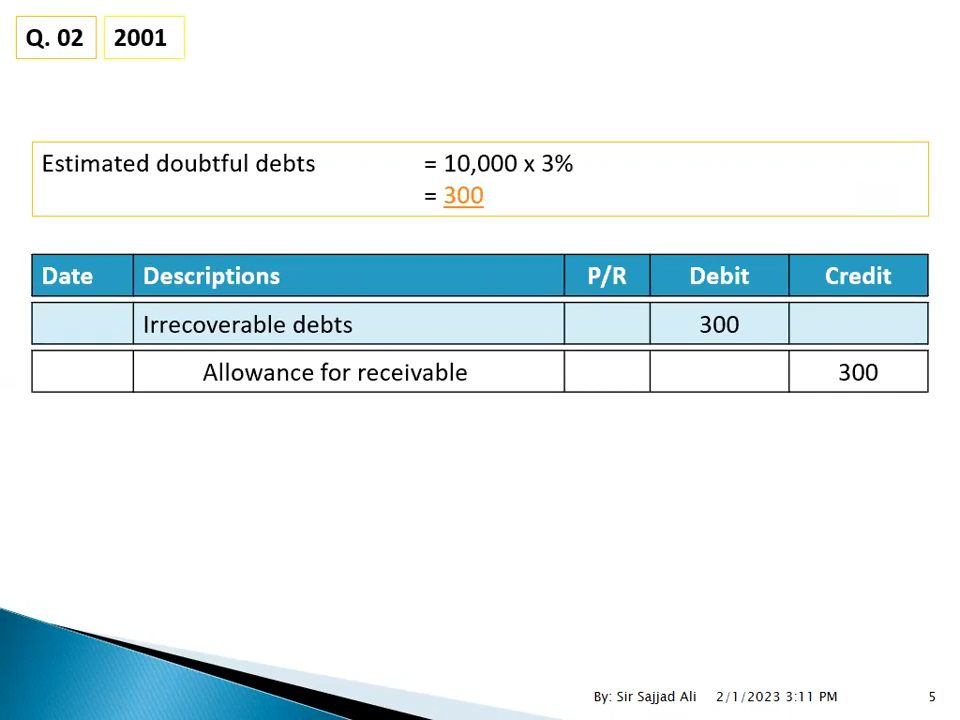 Q. 02 2001
Estimated doubtful debts = 10,000 x 3%
= 300
Date Descriptions P/R Debit Credit
Irrecoverable debts 300
Allowance for receivable 300
By: Sir Sajjad Ali 2/1/2023 3:11 PM 5